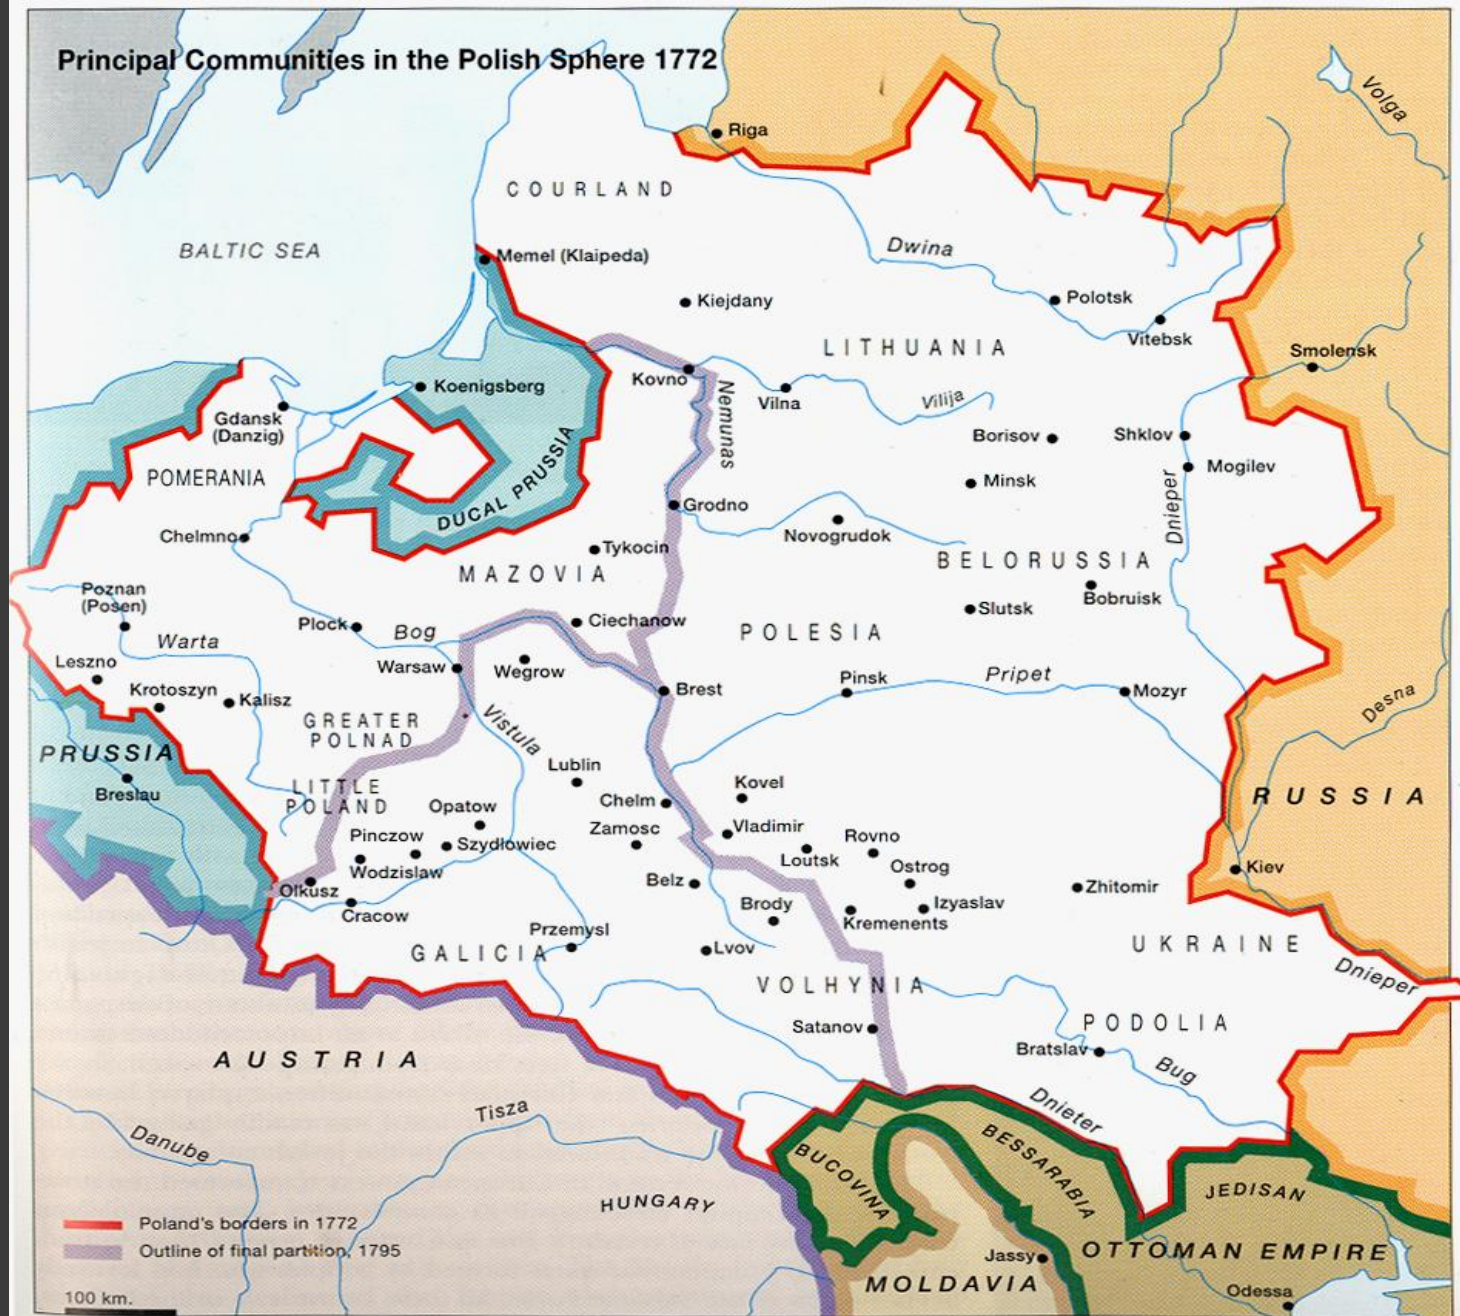 Principal Communities in the Polish Sphere 1772
Volga
Riga
COURLAND
BALTIC SEA
Dwina
Memel (Klaipeda)
Kiejdany
Polotsk
Vitebsk
LITHUANIA
Smolensk
Koenigsberg
Kovno
Nemunas
Vilna
Vilija
Gdansk
(Danzig)
Borisov
Shklov
Mogilev
POMERANIA
DUCAL PRUSSIA
Minsk
Dnieper
Grodno
Novogrudok
Chelmno
Tykocin
BELORUSSIA
MAZOVIA
Poznan
(Posen)
Bobruisk
Slutsk
Plock
Bog
Ciechanow
POLESIA
Warta
Warsaw
Wegrow
Leszno
Krotoszyn
Kalisz
Brest
Pinsk
Pripet
Mozyr
Desna
GREATER
POLNAD
Vistula
PRUSSIA
Breslau
Lublin
LITTLE
POLAND
Kovel
RUSSIA
Opatow
Chelm
Zamosc
Vladimir
Rovno
Pinczow
Szydłowiec
Loutsk
Ostrog
Wodzislaw
Kiev
Olkusz
Belz
Zhitomir
Cracow
Brody
Izyaslav
Kremenents
Przemysl
Lvov
GALICIA
UKRAINE
Dnieper
VOLHYNIA
Satanov
PODOLIA
Bratslav
Bug
AUSTRIA
Tisza
Dnieter
Danube
BUCOVINA
BESSARABIA
JEDISAN
HUNGARY
Poland's borders in 1772
Outline of final partition, 1795
Jassy
OTTOMAN EMPIRE
MOLDAVIA
Odessa
100 km.